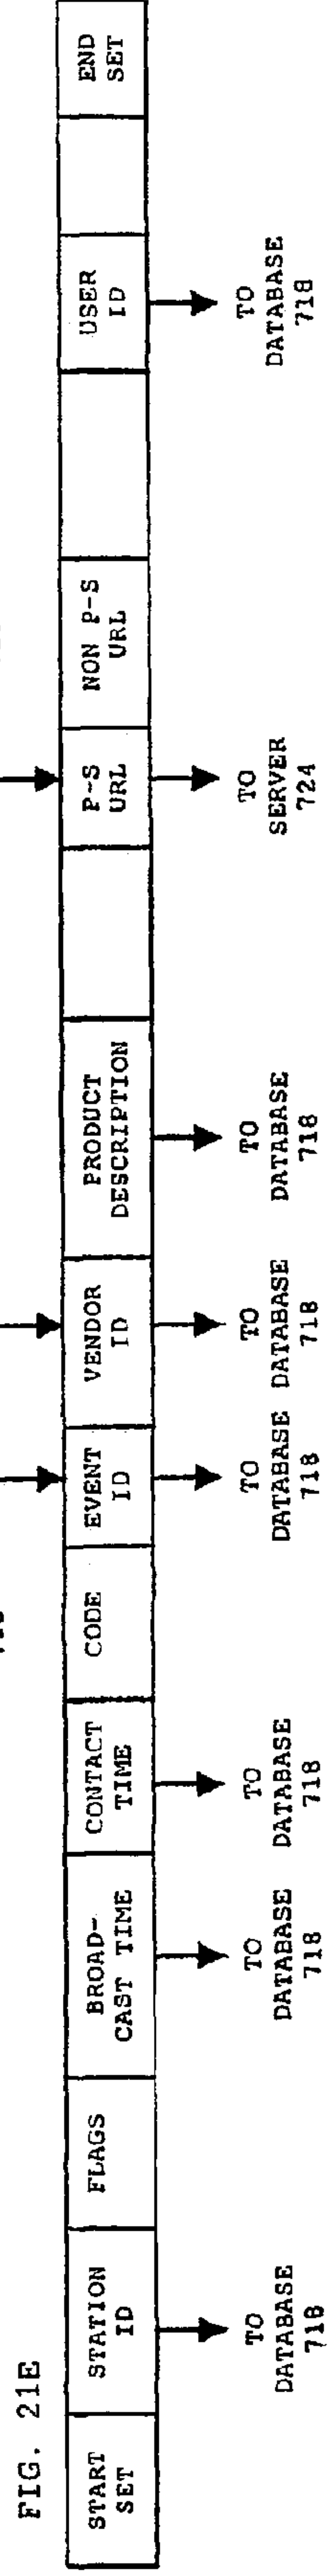 FIG. 21E
START
SET
STATION
ID
FLAGS
BROAD-
CAST TIME
CONTACT
TIME
CODE
EVENT
ID
VENDOR
ID
PRODUCT
DESCRIPTION
P-S
URL
NON P-S
URL
USER
ID
END
SET
TO
DATABASE
718
TO
DATABASE
718
TO
DATABASE
718
TO
DATABASE
718
TO
DATABASE
718
TO
DATABASE
718
TO
SERVER
724
TO
DATABASE
718